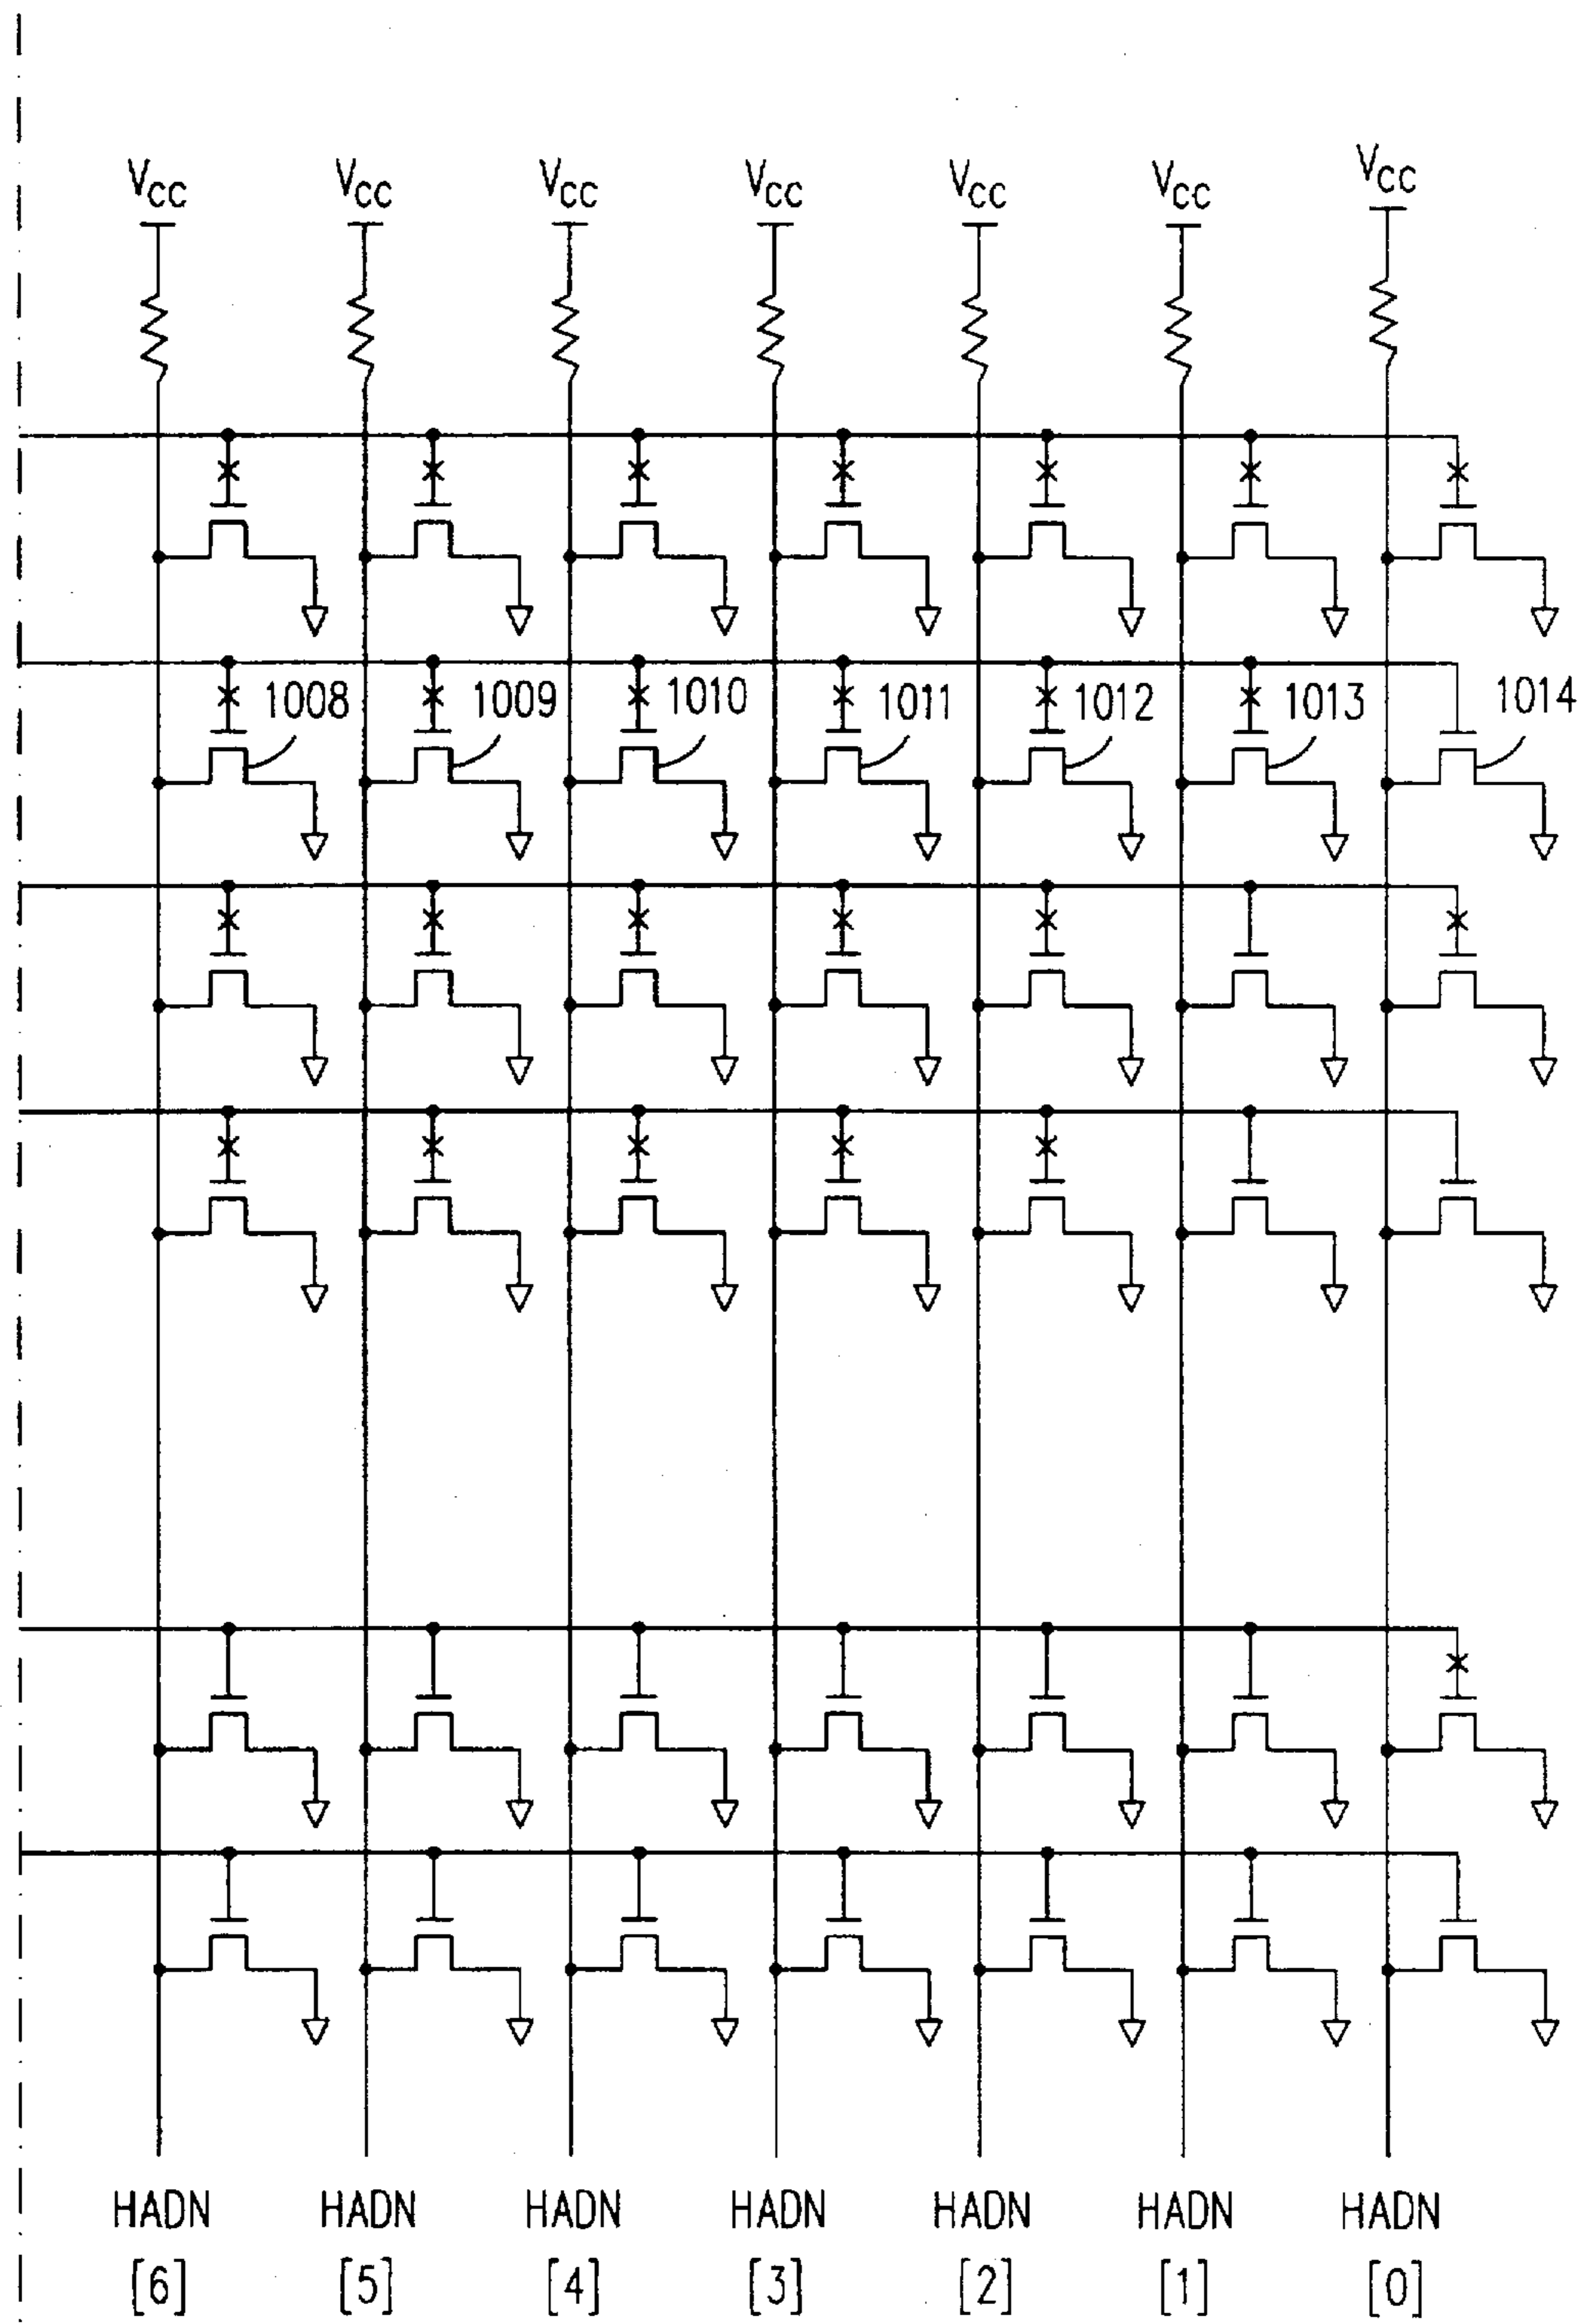 VCC VCC VCC VCC VCC VCC VCC
1008 1009 1010 1011 1012 1013 1014
HADN HADN HADN HADN HADN HADN HADN
[6] [5] [4] [3] [2] [1] [0]